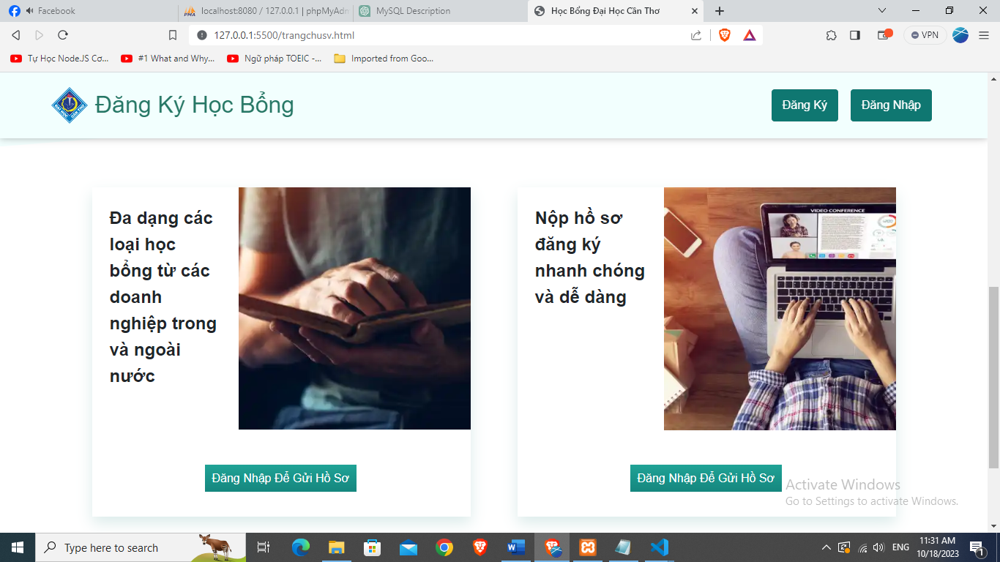 Facebook
localhost:8080 / 127.0.0.1 | phpMyAdn
MySQL Description
Học Bổng Đại Học Cần Thơ
127.0.0.1:5500/trangchusv.html
VPN
Tự Học Node.JS Cơ...
#1 What and Why...
Ngữ pháp TOEIC -...
Imported from Goo...
Đăng Ký Học Bổng
Đăng Ký
Đăng Nhập
Đa dạng các
loại học
bổng từ các
doanh
nghiệp trong
và ngoài
nước
Đăng Nhập Để Gửi Hồ Sơ
Nộp hồ sơ
đăng ký
nhanh chóng
và dễ dàng
VIDEO CONFERENCE
Đăng Nhập Để Gửi Hồ Sơ
Activate Windows
Go to Settings to activate Windows.
Type here to search
ENG
11:31 AM
10/18/2023
1